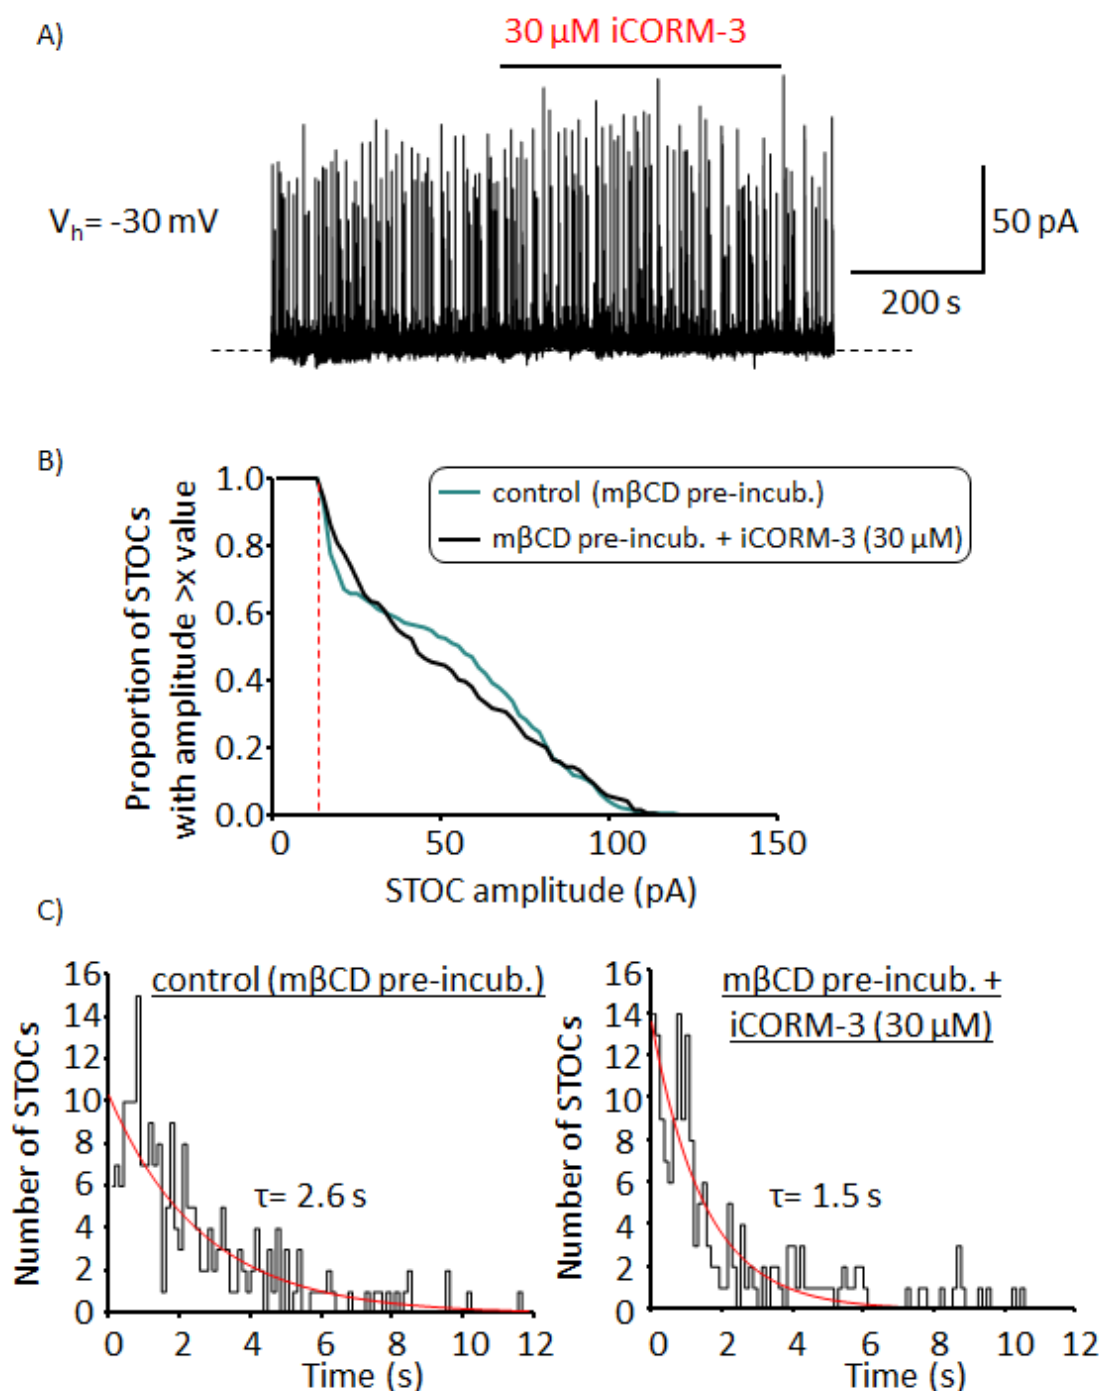 A)
30 µM iCORM-3
Vh= -30 mV
50 pA
200 s
B)
1.0
0.8
0.6
0.4
0.2
0.0
Proportion of STOCs
with amplitude >x value
control (mβCD pre-incub.)
mβCD pre-incub. + iCORM-3 (30 µM)
0 50 100 150
STOC amplitude (pA)
C)
control (mβCD pre-incub.)
16
14
12
10
8
6
4
2
0
Number of STOCs
τ= 2.6 s
0 2 4 6 8 10 12
Time (s)
mβCD pre-incub. +
iCORM-3 (30 µM)
16
14
12
10
8
6
4
2
0
Number of STOCs
τ= 1.5 s
0 2 4 6 8 10 12
Time (s)